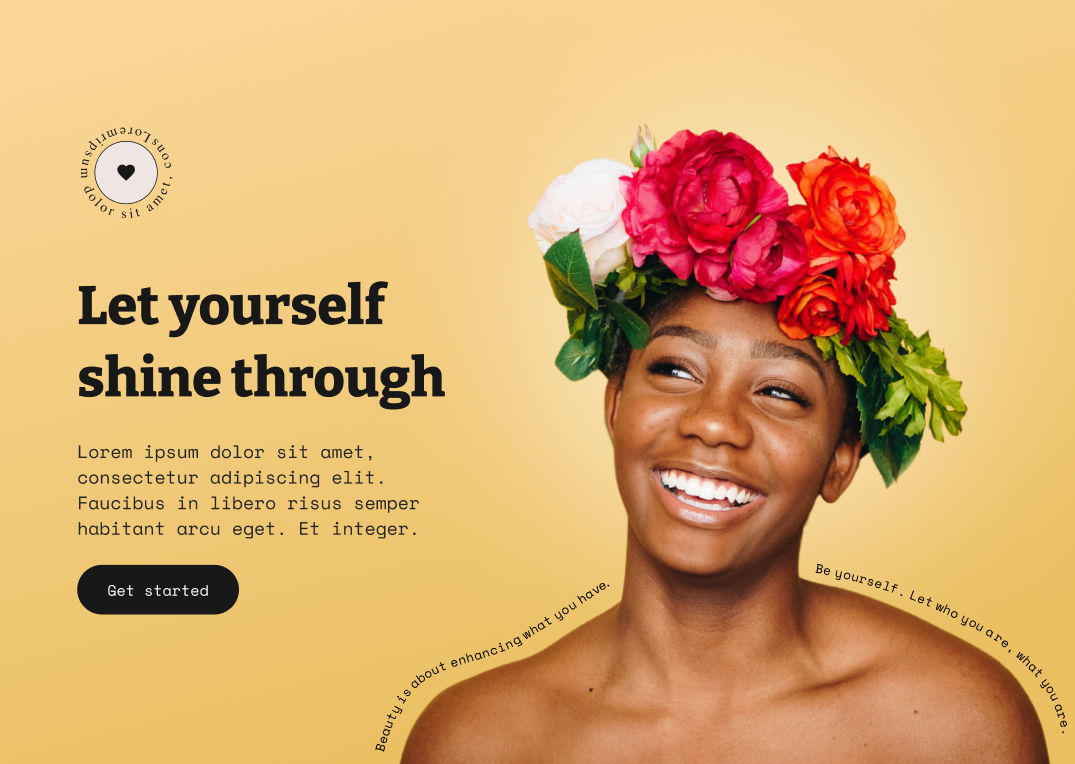 Loremipsum dolor sit amet, cons
Let yourself
shine through
Lorem ipsum dolor sit amet,
consectetur adipiscing elit.
Faucibus in libero risus semper
habitant arcu eget. Et integer.
Get started
Beauty is about enhancing what you have.
Be yourself. Let who you are, what you are.